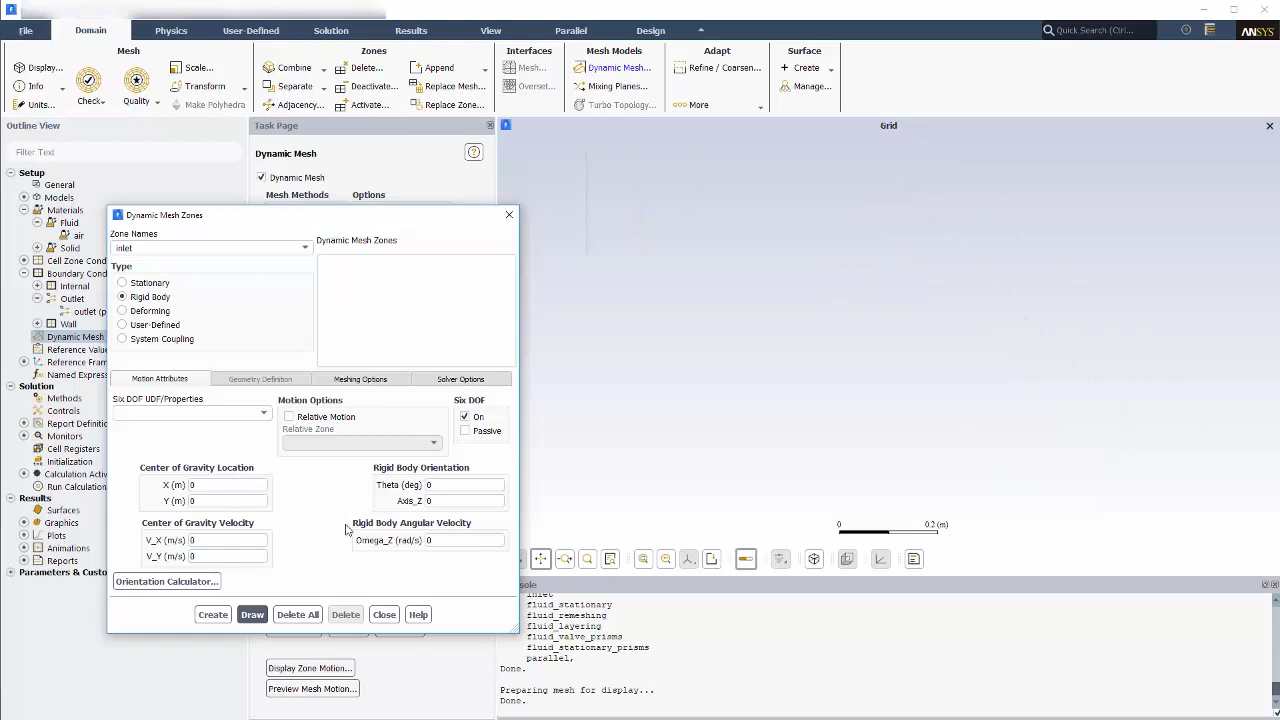 File Domain Physics User-Defined Solution Results View Parallel Design Quick Search (Ctrl... ANSYS
Mesh Zones Interfaces Mesh Models Adapt Surface
Display... Scale... Combine Delete... Append Mesh... Dynamic Mesh... Refine / Coarsen... Create
Info Check Quality Transform Separate Deactivate... Replace Mesh... Overset... Mixing Planes... Manage...
Units... Make Polyhedra Adjacency... Activate... Replace Zone... Turbo Topology... More
Outline View
Filter Text
Setup
General
Models
Materials
Fluid
air
Solid
Cell Zone Cond
Boundary Cond
Internal
Outlet
outlet (p
Wall
Dynamic Mesh
Reference Value
Reference Fram
Named Express
Solution
Methods
Controls
Report Definiti
Monitors
Cell Registers
Initialization
Calculation Activ
Run Calculation
Results
Surfaces
Graphics
Plots
Animations
Reports
Parameters & Custo
Task Page
Dynamic Mesh
Dynamic Mesh
Mesh Methods Options
Dynamic Mesh Zones
Zone Names
inlet
Dynamic Mesh Zones
Type
Stationary
Rigid Body
Deforming
User-Defined
System Coupling
Motion Attributes Geometry Definition Meshing Options Solver Options
Six DOF UDF/Properties Motion Options Six DOF
Relative Motion On
Relative Zone Passive
Center of Gravity Location Rigid Body Orientation
X (m) 0 Theta (deg) 0
Y (m) 0 Axis_Z 0
Center of Gravity Velocity Rigid Body Angular Velocity
V_X (m/s) 0 Omega_Z (rad/s) 0
V_Y (m/s) 0
Orientation Calculator...
Create Draw Delete All Delete Close Help
Display Zone Motion...
Preview Mesh Motion...
Grid
0 0.2 (m)
nsole
inlet
fluid_stationary
fluid_remeshing
fluid_layering
fluid_valve_prisms
fluid_stationary_prisms
parallel,
Done.
Preparing mesh for display...
Done.